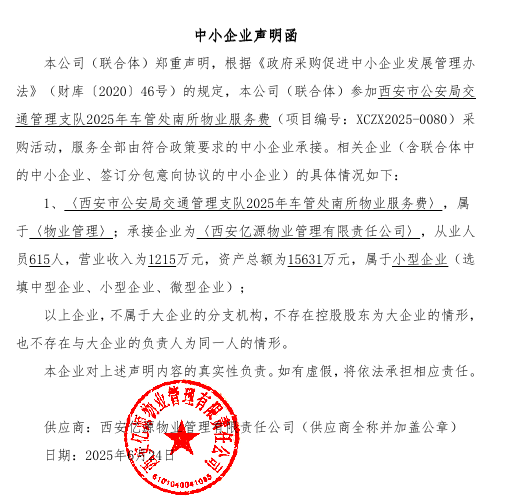 中小企业声明函
本公司（联合体）郑重声明，根据《政府采购促进中小企业发展管理办
法》（财库〔2020〕46号）的规定，本公司（联合体）参加西安市公安局交
通管理支队2025年车管处南所物业服务费（项目编号：XCZX2025-0080）采
购活动，服务全部由符合政策要求的中小企业承接。相关企业（含联合体中
的中小企业、签订分包意向协议的中小企业）的具体情况如下：
1、〈西安市公安局交通管理支队2025年车管处南所物业服务费〉，属
于〈物业管理〉；承接企业为〈西安亿源物业管理有限责任公司〉，从业人
员615人，营业收入为1215万元，资产总额为15631万元，属于小型企业（选
填中型企业、小型企业、微型企业）；
以上企业，不属于大企业的分支机构，不存在控股股东为大企业的情形，
也不存在与大企业的负责人为同一人的情形。
本企业对上述声明内容的真实性负责。如有虚假，将依法承担相应责任。
供应商：西安亿源物业管理有限责任公司（供应商全称并加盖公章）
日期：2025年6月24日
西安亿源物业管理有限责任公司